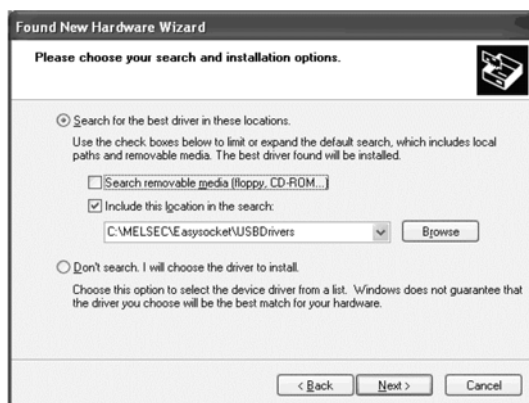 Found New Hardware Wizard
Please choose your search and installation options.
Search for the best driver in these locations.
Use the check boxes below to limit or expand the default search, which includes local
paths and removable media. The best driver found will be installed.
Search removable media (floppy, CD-ROM...)
Include this location in the search:
C:\MELSEC\Easysocket\USBDrivers
Browse
Don't search. I will choose the driver to install.
Choose this option to select the device driver from a list. Windows does not guarantee that
the driver you choose will be the best match for your hardware.
< Back
Next >
Cancel